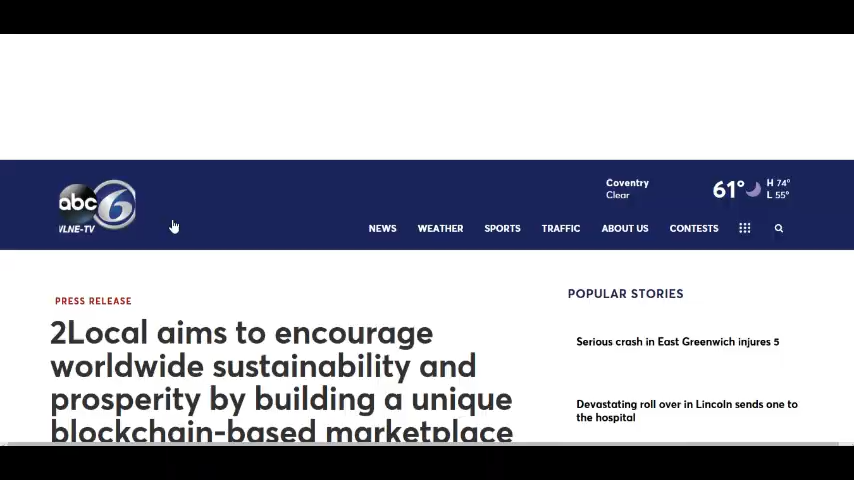 abc 6
WLNE-TV
Coventry
Clear
61° H 74°
L 55°
NEWS WEATHER SPORTS TRAFFIC ABOUT US CONTESTS
PRESS RELEASE
2Local aims to encourage
worldwide sustainability and
prosperity by building a unique
blockchain-based marketplace
POPULAR STORIES
Serious crash in East Greenwich injures 5
Devastating roll over in Lincoln sends one to
the hospital